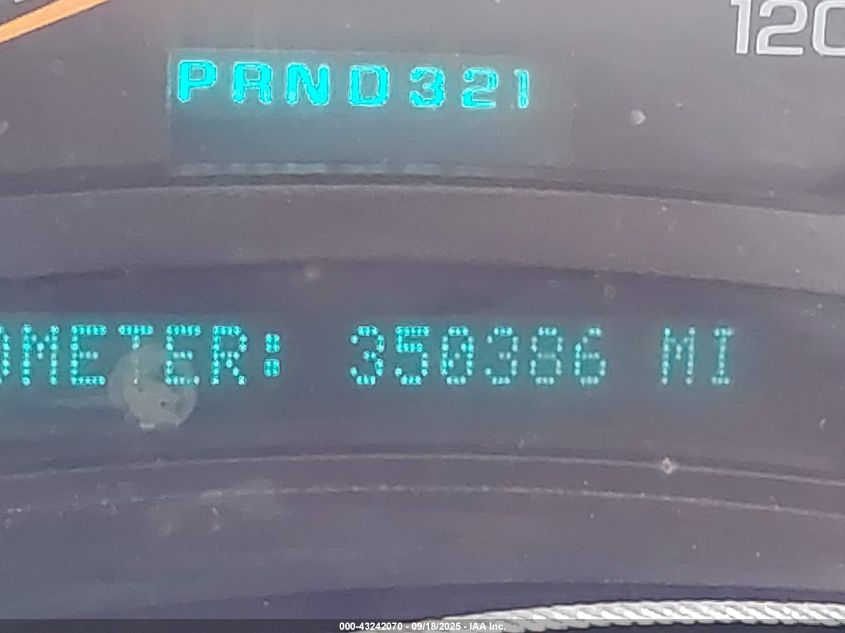 120
PRND321
OMETER: 350386 MI
000-43242070 - 09/18/2025 - IAA Inc.